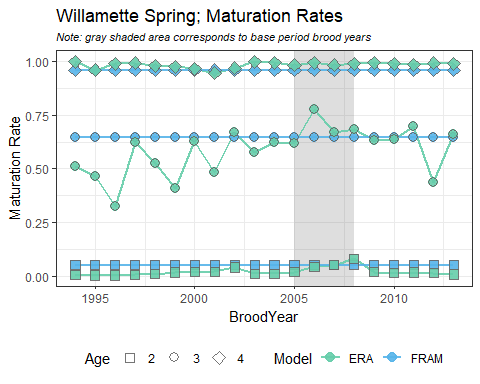 Willamette Spring; Maturation Rates
Note: gray shaded area corresponds to base period brood years
1.00
0.75
0.50
0.25
0.00
Maturation Rate
1995 2000 2005 2010
BroodYear
Age 2 3 4 Model ERA FRAM